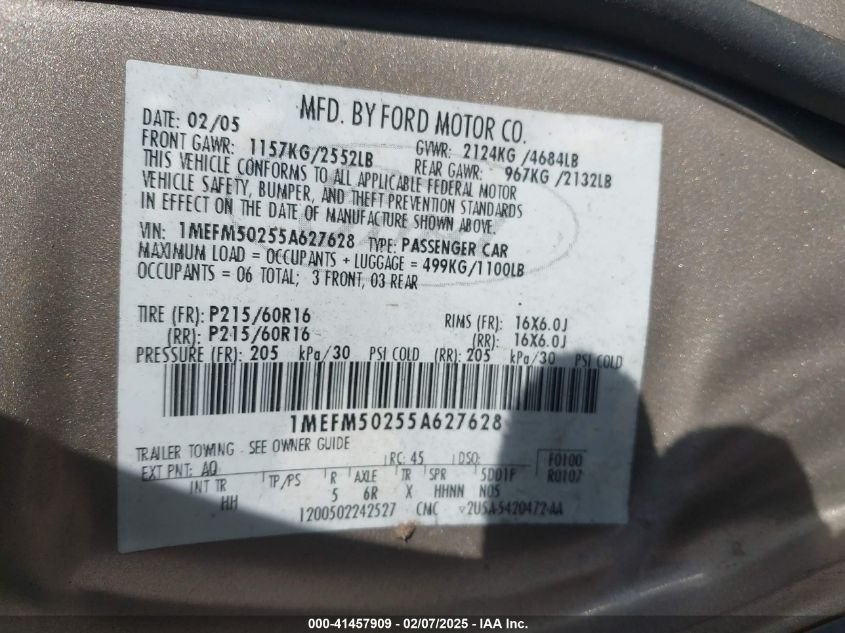 MFD. BY FORD MOTOR CO.
DATE: 02/05 GVWR: 2124KG /4684LB
FRONT GAWR: 1157KG/2552LB REAR GAWR: 967KG /2132LB
THIS VEHICLE CONFORMS TO ALL APPLICABLE FEDERAL MOTOR
VEHICLE SAFETY, BUMPER, AND THEFT PREVENTION STANDARDS
IN EFFECT ON THE DATE OF MANUFACTURE SHOWN ABOVE.
VIN: 1MEFM50255A627628 TYPE: PASSENGER CAR
MAXIMUM LOAD = OCCUPANTS + LUGGAGE = 499KG/1100LB
OCCUPANTS = 06 TOTAL; 3 FRONT, 03 REAR
TIRE (FR): P215/60R16 RIMS (FR): 16X6.0J
(RR): P215/60R16 (RR): 16X6.0J
PRESSURE (FR): 205 kPa/30 PSI COLD (RR): 205 kPa/30 PSI COLD
1MEFM50255A627628
TRAILER TOWING - SEE OWNER GUIDE
EXT PNT: AQ RC: 45 DSO: F0100
INT TR TP/PS R AXLE TR SPR 5D01F R0107
HH 5 6R X HHNN N05
1200502242527 CMC 2USA-5420472-AA
000-41457909 - 02/07/2025 - IAA Inc.